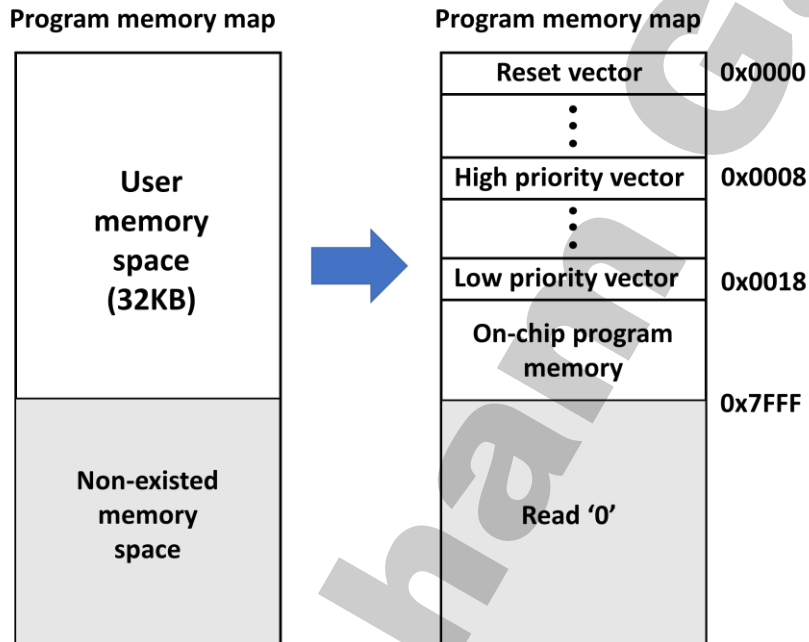 Program memory map
User
memory
space
(32KB)
Non-existed
memory
space
Program memory map
Reset vector
0x0000
High priority vector
0x0008
Low priority vector
0x0018
On-chip program
memory
0x7FFF
Read ‘0’